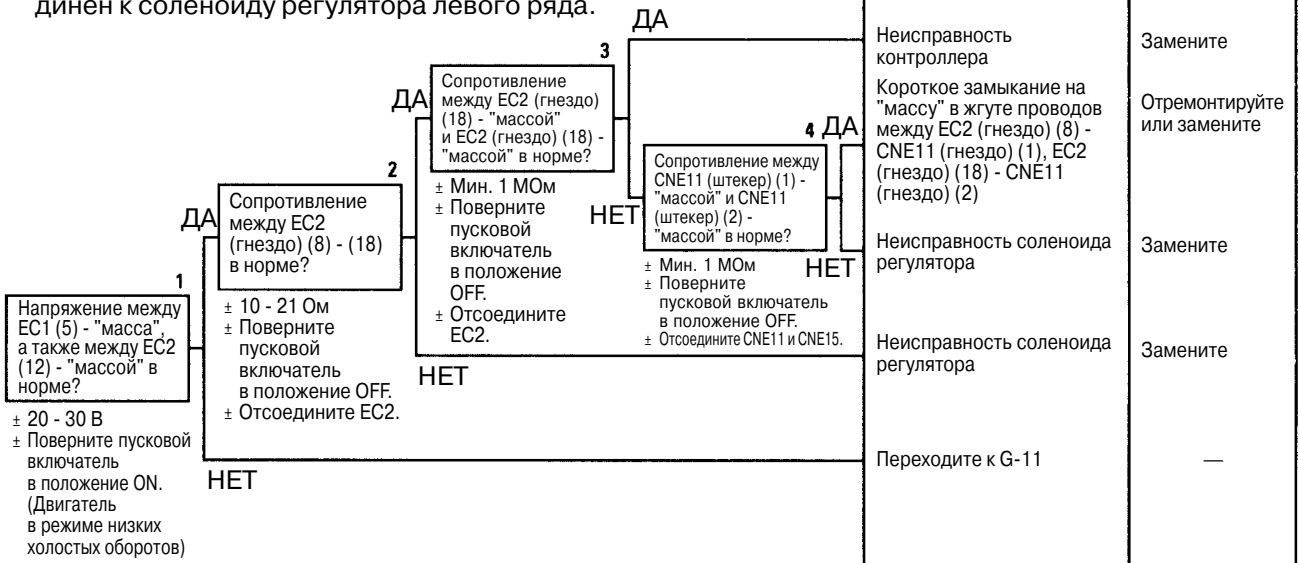 динен к соленоиду регулятора левого ряда.
1
Напряжение между
EC1 (5) - "масса",
а также между EC2
(12) - "массой" в
норме?
± 20 - 30 В
± Поверните пусковой
включатель
в положение ON.
(Двигатель
в режиме низких
холостых оборотов)
ДА
НЕТ
2
Сопротивление
между EC2
(гнездо) (8) - (18)
в норме?
± 10 - 21 Ом
± Поверните
пусковой
включатель
в положение OFF.
± Отсоедините EC2.
ДА
НЕТ
3
Сопротивление
между EC2 (гнездо)
(18) - "массой"
и EC2 (гнездо) (18) -
"массой" в норме?
± Мин. 1 МОм
± Поверните
пусковой
включатель
в положение
OFF.
± Отсоедините
EC2.
ДА
НЕТ
4
Сопротивление между
CNE11 (штекер) (1) -
"массой" и CNE11
(штекер) (2) -
"массой" в норме?
± Мин. 1 МОм
± Поверните
пусковой включатель
в положение OFF.
± Отсоедините CNE11 и CNE15.
ДА
НЕТ
Неисправность
контроллера
Замените
Короткое замыкание на
"массу" в жгуте проводов
между EC2 (гнездо) (8) -
CNE11 (гнездо) (1), EC2
(гнездо) (18) - CNE11
(гнездо) (2)
Отремонтируйте
или замените
Неисправность соленоида
регулятора
Замените
Неисправность соленоида
регулятора
Замените
Переходите к G-11
—